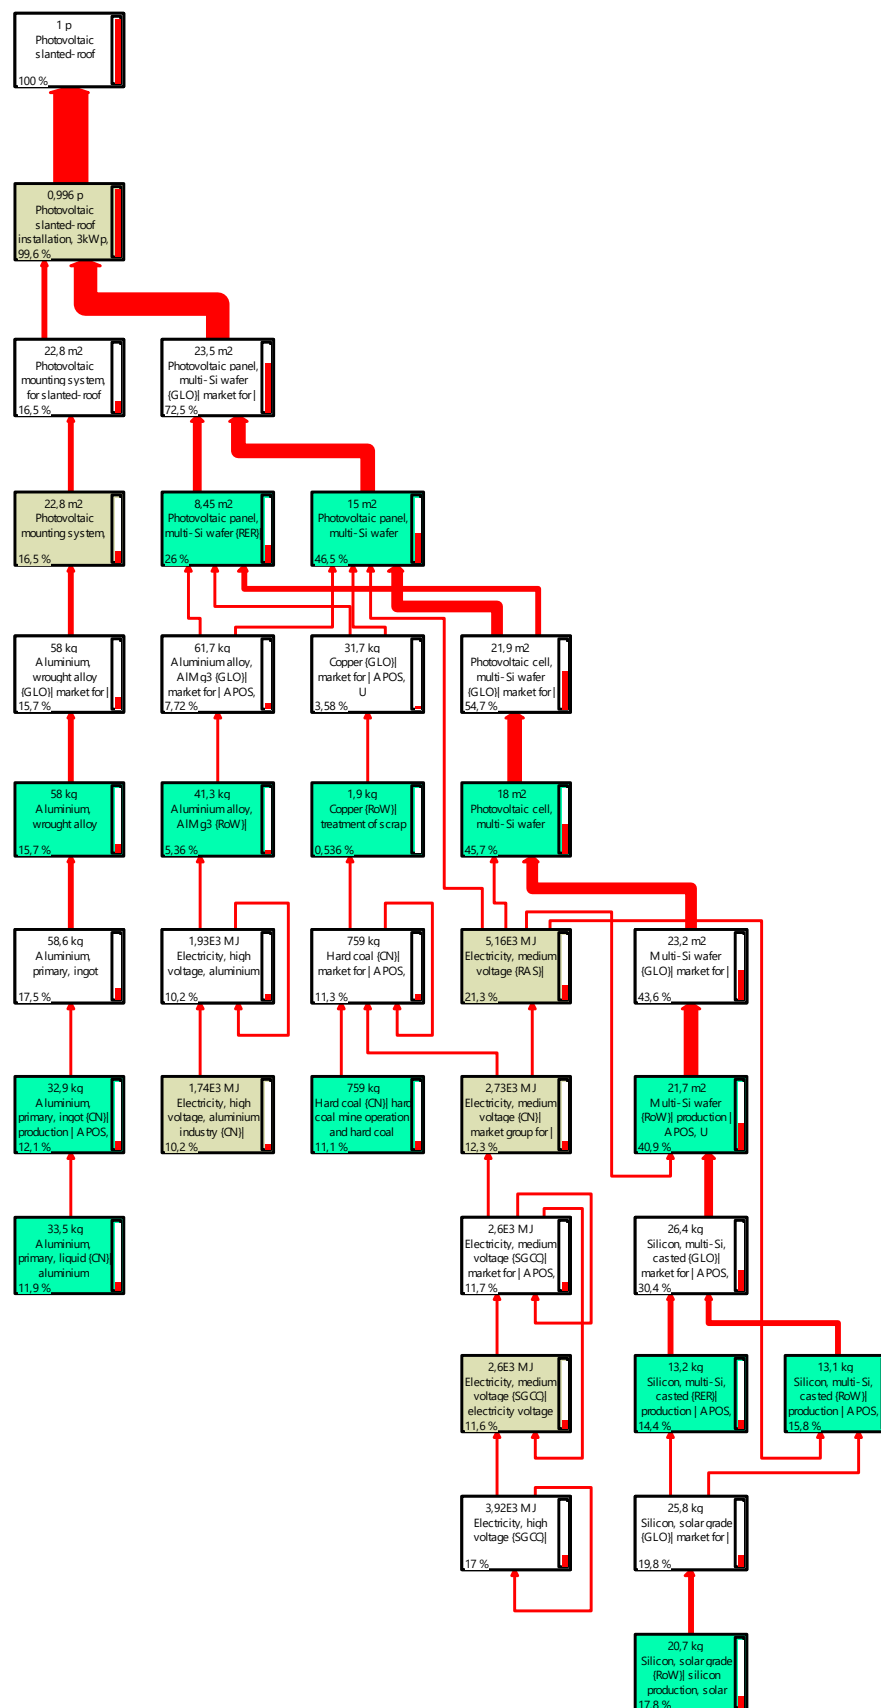 1 p
Photovoltaic
slanted-roof
100 %
0,996 p
Photovoltaic
slanted-roof
installation, 3kWp,
99,6 %
22,8 m2
Photovoltaic
mounting system,
for slanted-roof
16,5 %
23,5 m2
Photovoltaic panel,
multi-Si wafer
{GLO}| market for |
72,5 %
22,8 m2
Photovoltaic
mounting system,
16,5 %
8,45 m2
Photovoltaic panel,
multi-Si wafer {RER}|
26 %
15 m2
Photovoltaic panel,
multi-Si wafer
46,5 %
58 kg
Aluminium,
wrought alloy
{GLO}| market for |
15,7 %
61,7 kg
Aluminium alloy,
AlMg3 {GLO}|
market for | APOS,
7,72 %
31,7 kg
Copper {GLO}|
market for | APOS,
U
3,58 %
21,9 m2
Photovoltaic cell,
multi-Si wafer
{GLO}| market for |
54,7 %
58 kg
Aluminium,
wrought alloy
15,7 %
41,3 kg
Aluminium alloy,
AlMg3 {RoW}|
5,36 %
1,9 kg
Copper {RoW}|
treatment of scrap
0,536 %
18 m2
Photovoltaic cell,
multi-Si wafer
45,7 %
58,6 kg
Aluminium,
primary, ingot
17,5 %
1,93E3 MJ
Electricity, high
voltage, aluminium
10,2 %
759 kg
Hard coal {CN}|
market for | APOS,
11,3 %
5,16E3 MJ
Electricity, medium
voltage {RAS}|
21,3 %
23,2 m2
Multi-Si wafer
{GLO}| market for |
43,6 %
32,9 kg
Aluminium,
primary, ingot {CN}|
production | APOS,
12,1 %
1,74E3 MJ
Electricity, high
voltage, aluminium
industry {CN}|
10,2 %
759 kg
Hard coal {CN}| hard
coal mine operation
and hard coal
11,1 %
2,73E3 MJ
Electricity, medium
voltage {CN}|
market group for |
12,3 %
21,7 m2
Multi-Si wafer
{RoW}| production |
APOS, U
40,9 %
33,5 kg
Aluminium,
primary, liquid {CN}|
aluminium
11,9 %
2,6E3 MJ
Electricity, medium
voltage {SGCC}|
market for | APOS,
11,7 %
26,4 kg
Silicon, multi-Si,
casted {GLO}|
market for | APOS,
30,4 %
2,6E3 MJ
Electricity, medium
voltage {SGCC}|
electricity voltage
11,6 %
13,2 kg
Silicon, multi-Si,
casted {RER}|
production | APOS,
14,4 %
13,1 kg
Silicon, multi-Si,
casted {RoW}|
production | APOS,
15,8 %
3,92E3 MJ
Electricity, high
voltage {SGCC}|
17 %
25,8 kg
Silicon, solar grade
{GLO}| market for |
19,8 %
20,7 kg
Silicon, solar grade
{RoW}| silicon
production, solar
17,8 %